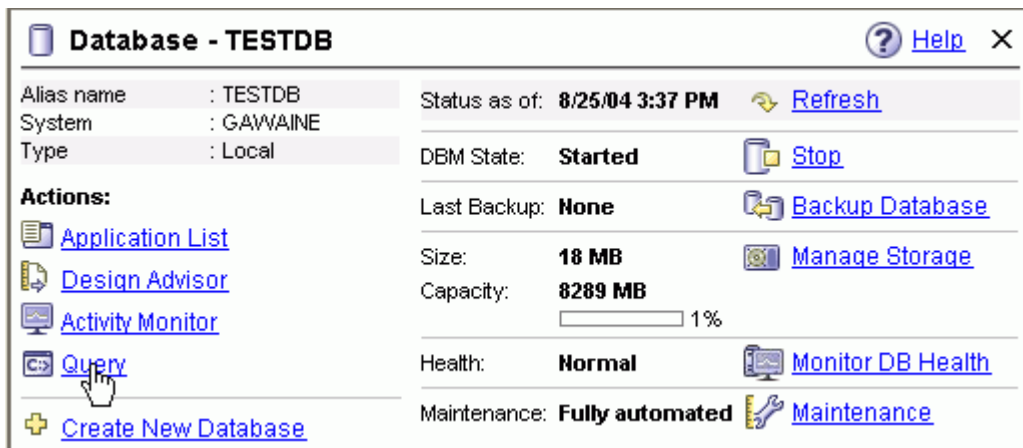 Database - TESTDB
Help
Alias name : TESTDB
System : GAWAINE
Type : Local
Actions:
Application List
Design Advisor
Activity Monitor
C:>
Query
Create New Database
Status as of: 8/25/04 3:37 PM Refresh
DBM State: Started Stop
Last Backup: None Backup Database
Size: 18 MB Manage Storage
Capacity: 8289 MB
1%
Health: Normal Monitor DB Health
Maintenance: Fully automated Maintenance